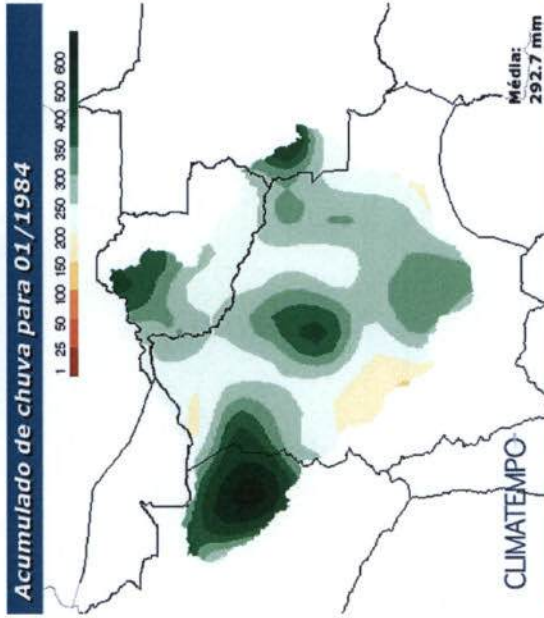 Acumulado de chuva para 01/1984
1 25 50 100 150 200 250 300 350 400 500 600
CLIMATEMPO
Média:
292.7 mm